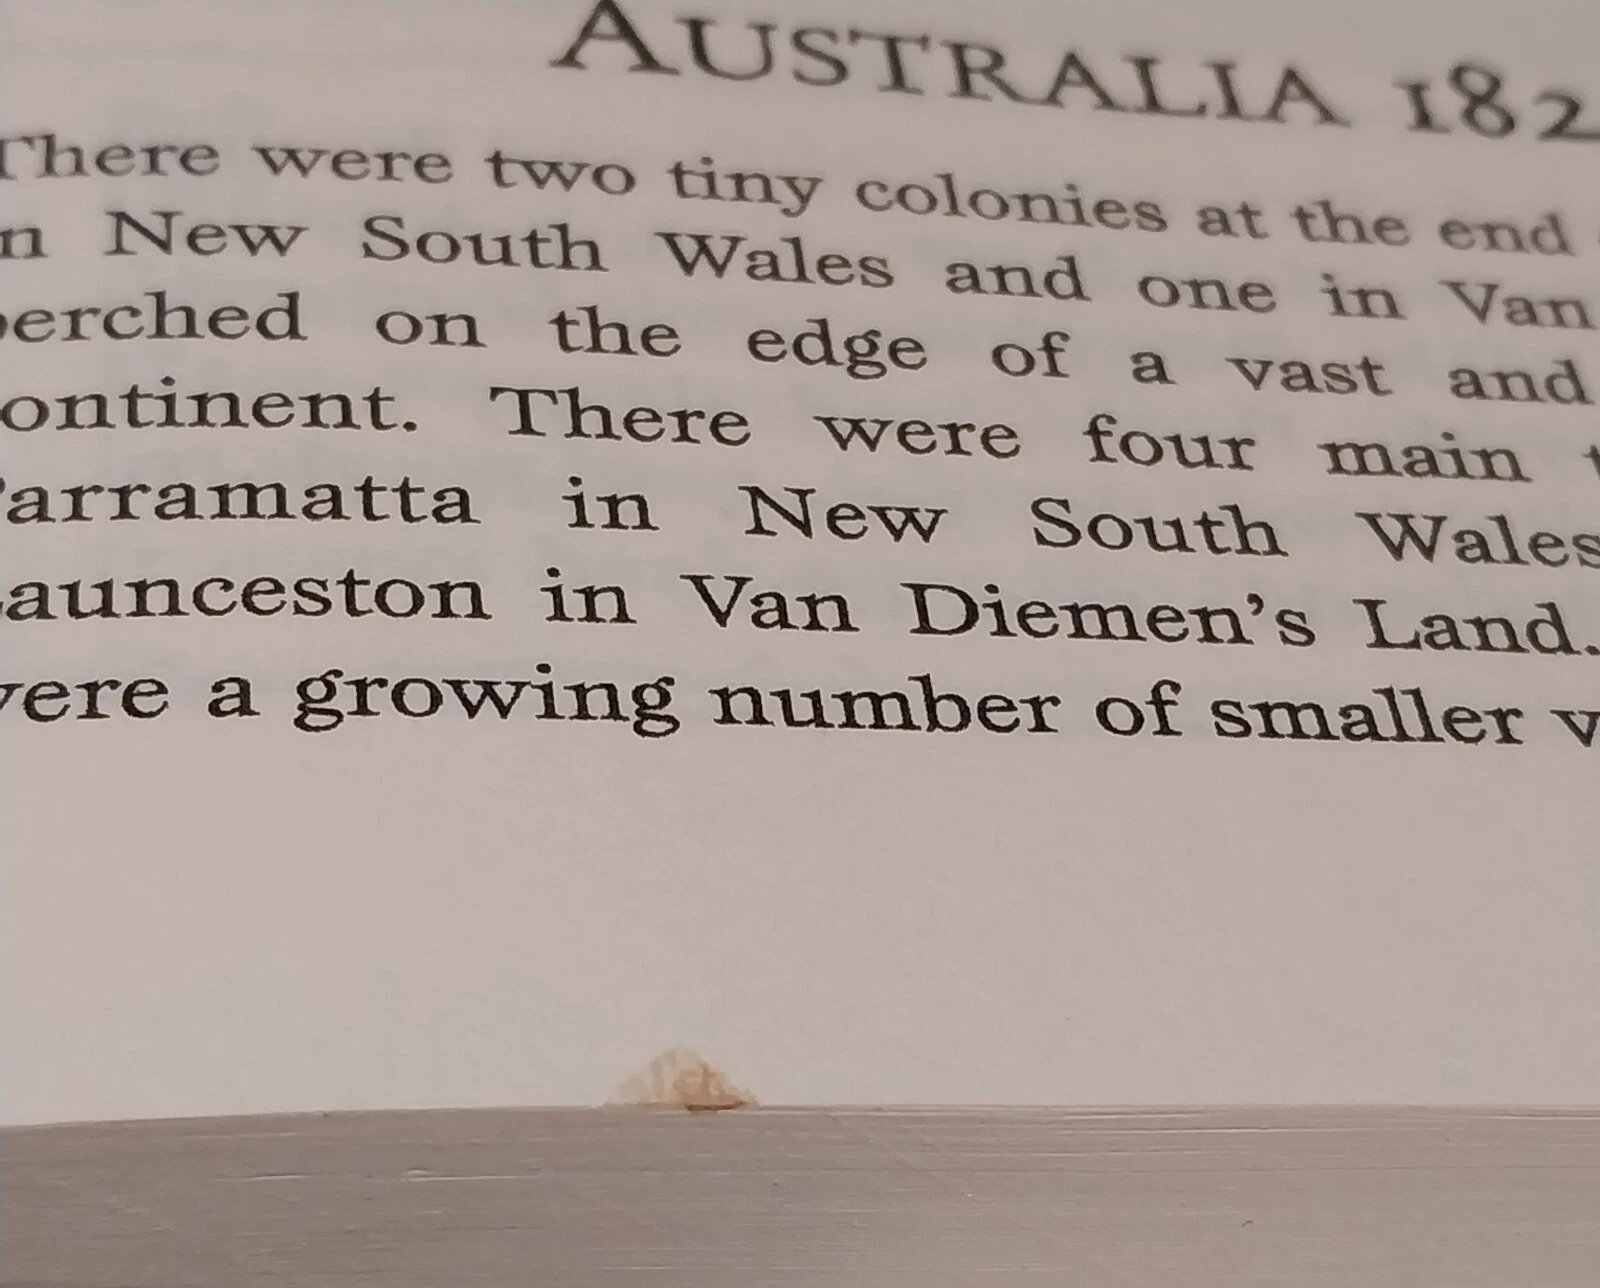 AUSTRALIA 182
There were two tiny colonies at the end
n New South Wales and one in Van
erched on the edge of a vast and
ontinent. There were four main t
arramatta in New South Wales
aunceston in Van Diemen's Land.
ere a growing number of smaller v